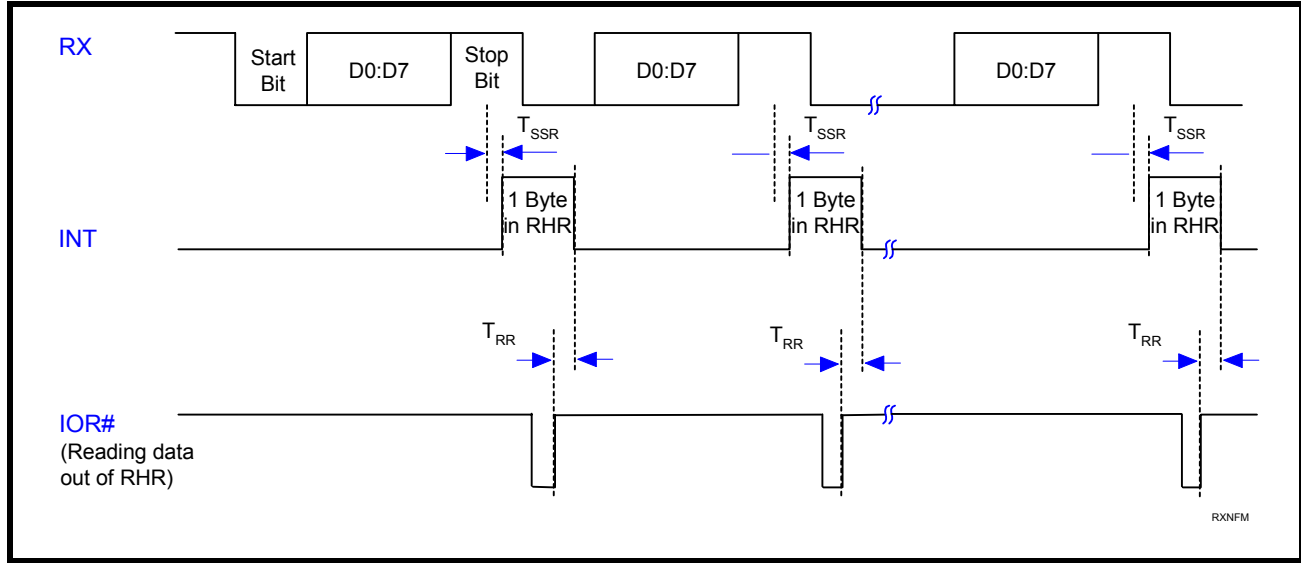 RX
Start
Bit
D0:D7
Stop
Bit
D0:D7
D0:D7
TSSR
TSSR
TSSR
INT
1 Byte
in RHR
1 Byte
in RHR
1 Byte
in RHR
TRR
TRR
TRR
IOR#
(Reading data
out of RHR)
RXNFM